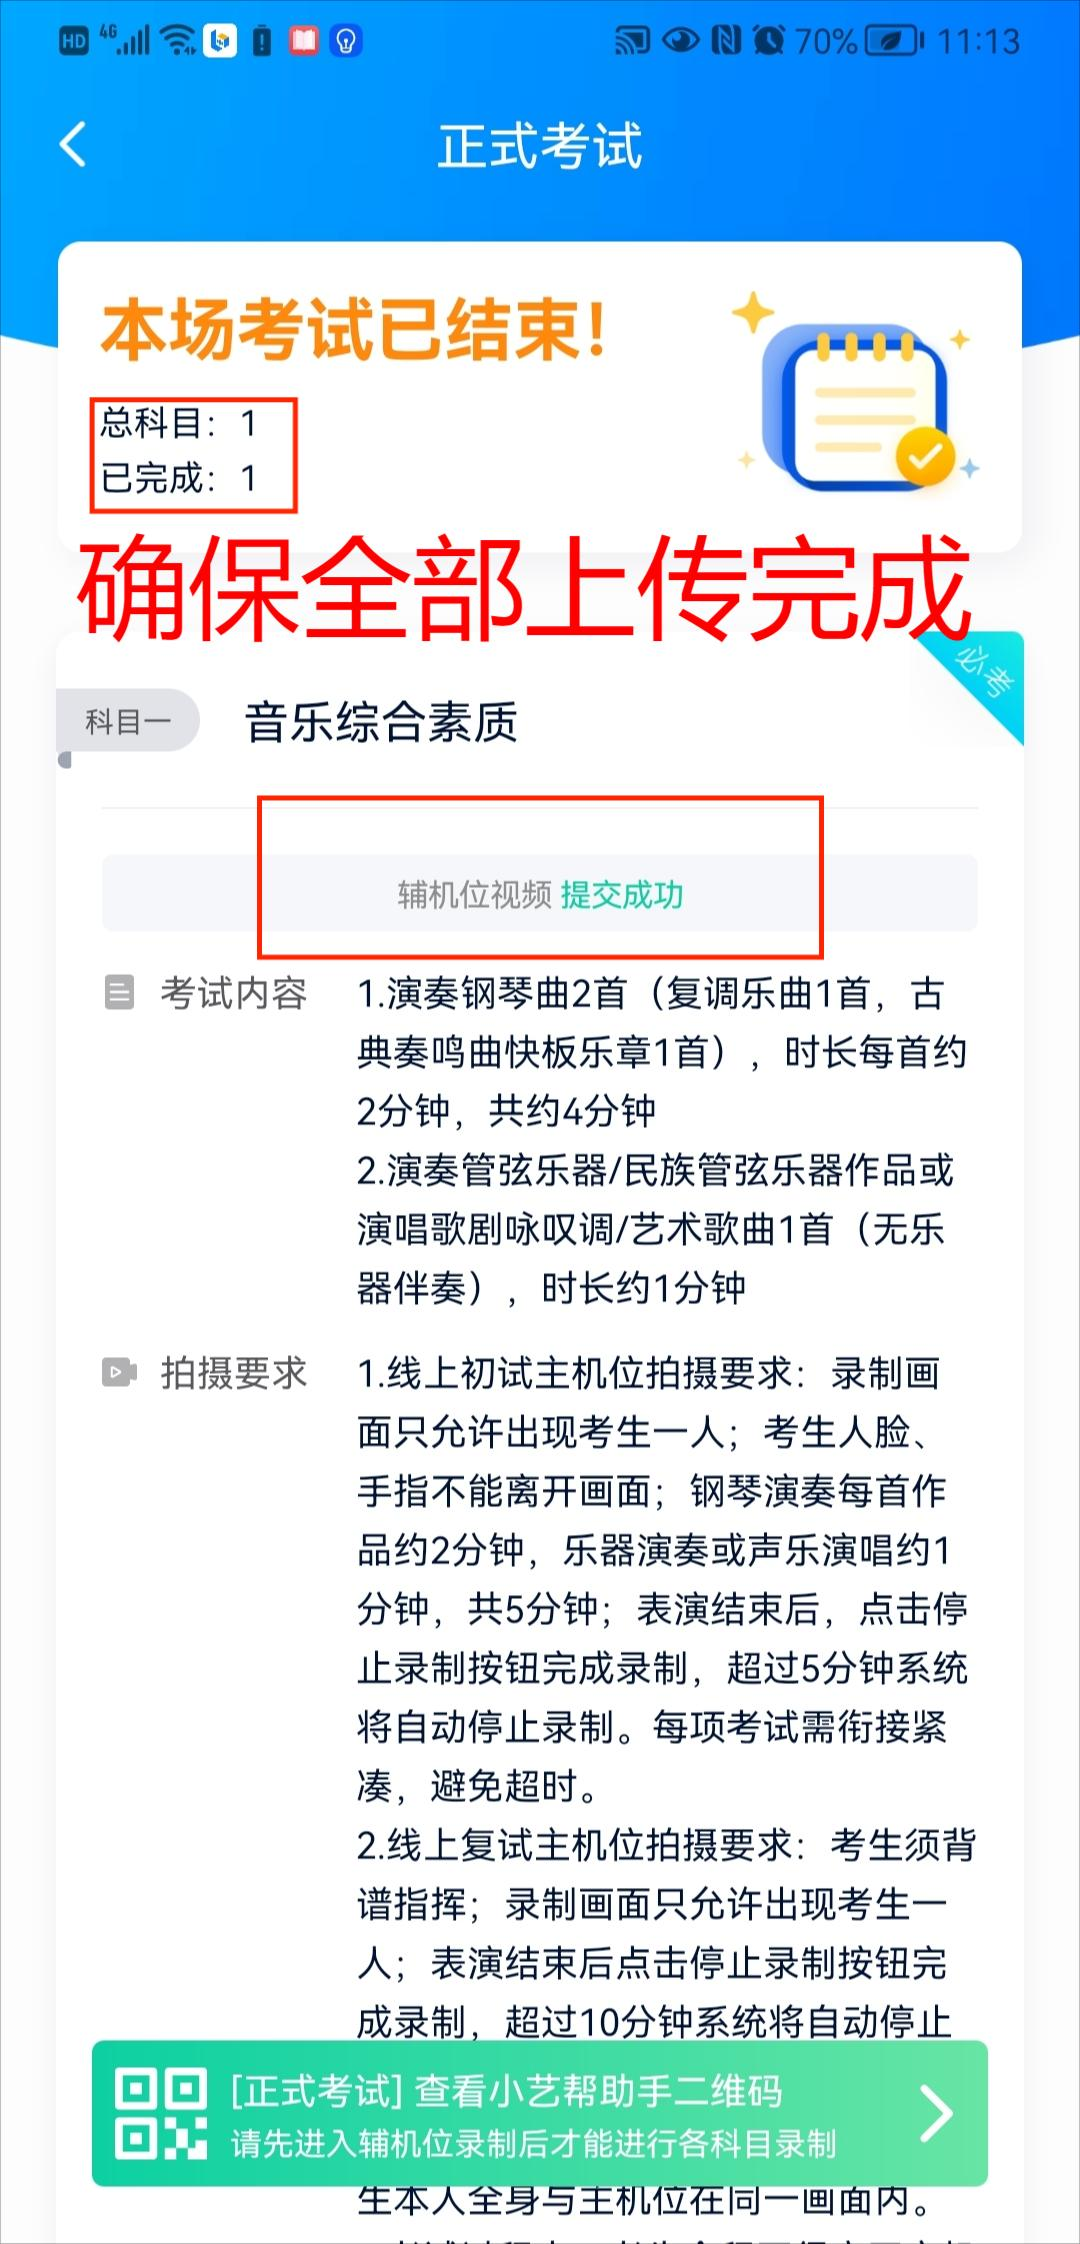 HD 4G 70% 11:13
正式考试
本场考试已结束!
总科目：1
已完成：1
确保全部上传完成
必考
科目一 音乐综合素质
辅机位视频 提交成功
考试内容 1.演奏钢琴曲2首（复调乐曲1首，古
典奏鸣曲快板乐章1首），时长每首约
2分钟，共约4分钟
2.演奏管弦乐器/民族管弦乐器作品或
演唱歌剧咏叹调/艺术歌曲1首（无乐
器伴奏），时长约1分钟
拍摄要求 1.线上初试主机位拍摄要求：录制画
面只允许出现考生一人；考生人脸、
手指不能离开画面；钢琴演奏每首作
品约2分钟，乐器演奏或声乐演唱约1
分钟，共5分钟；表演结束后，点击停
止录制按钮完成录制，超过5分钟系统
将自动停止录制。每项考试需衔接紧
凑，避免超时。
2.线上复试主机位拍摄要求：考生须背
谱指挥；录制画面只允许出现考生一
人；表演结束后点击停止录制按钮完
成录制，超过10分钟系统将自动停止
[正式考试] 查看小艺帮助手二维码
请先进入辅机位录制后才能进行各科目录制
生本人全身与主机位在同一画面内。